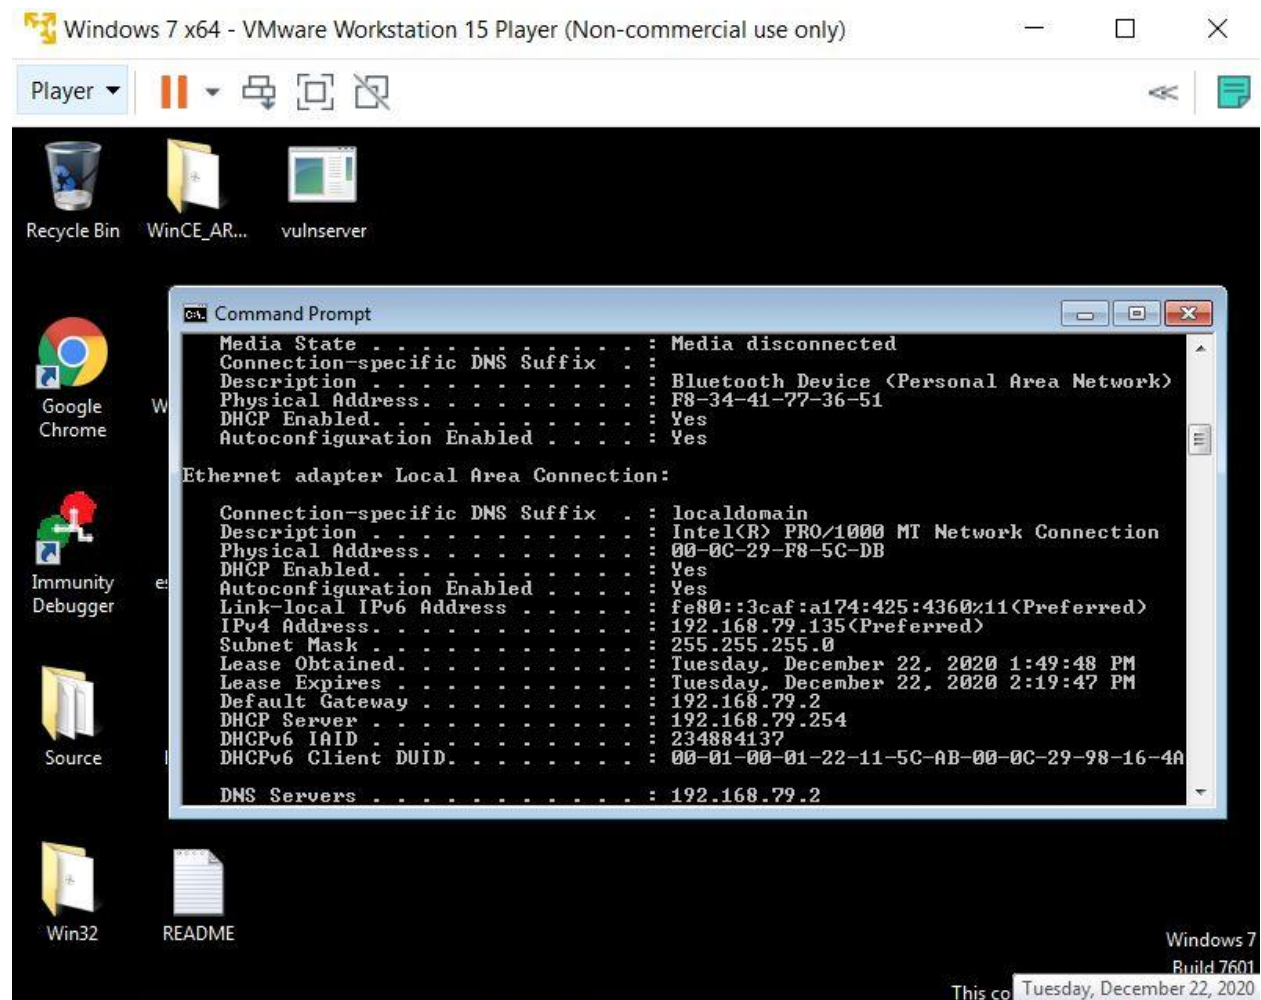 Windows 7 x64 - VMware Workstation 15 Player (Non-commercial use only)
Player
Recycle Bin
WinCE_AR...
vulnserver
Command Prompt
Media State . . . . . . . . . . . : Media disconnected
Connection-specific DNS Suffix  . :
Description . . . . . . . . . . . : Bluetooth Device (Personal Area Network)
Physical Address. . . . . . . . . : F8-34-41-77-36-51
DHCP Enabled. . . . . . . . . . . : Yes
Autoconfiguration Enabled . . . . : Yes
Ethernet adapter Local Area Connection:
Connection-specific DNS Suffix  . : localdomain
Description . . . . . . . . . . . : Intel(R) PRO/1000 MT Network Connection
Physical Address. . . . . . . . . : 00-0C-29-F8-5C-DB
DHCP Enabled. . . . . . . . . . . : Yes
Autoconfiguration Enabled . . . . : Yes
Link-local IPv6 Address . . . . . : fe80::3caf:a174:425:4360%11(Preferred)
IPv4 Address. . . . . . . . . . . : 192.168.79.135(Preferred)
Subnet Mask . . . . . . . . . . . : 255.255.255.0
Lease Obtained. . . . . . . . . . : Tuesday, December 22, 2020 1:49:48 PM
Lease Expires . . . . . . . . . . : Tuesday, December 22, 2020 2:19:47 PM
Default Gateway . . . . . . . . . : 192.168.79.2
DHCP Server . . . . . . . . . . . : 192.168.79.254
DHCPv6 IAID . . . . . . . . . . . : 234884137
DHCPv6 Client DUID. . . . . . . . : 00-01-00-01-22-11-5C-AB-00-0C-29-98-16-4A
DNS Servers . . . . . . . . . . . : 192.168.79.2
Google
Chrome
W
Immunity
Debugger
Source
Win32
README
Windows 7
Build 7601
This co
Tuesday, December 22, 2020